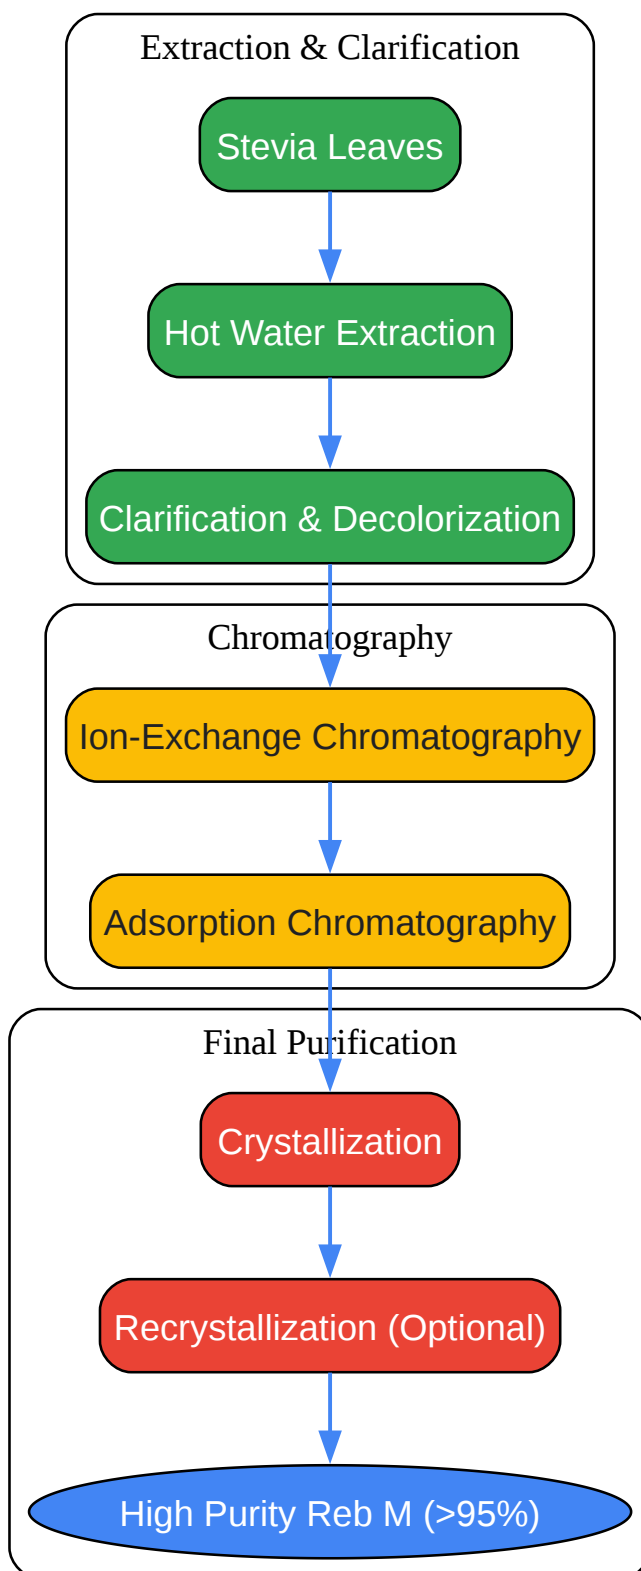 Extraction & Clarification
Stevia Leaves
Hot Water Extraction
Clarification & Decolorization
Chromatography
Ion-Exchange Chromatography
Adsorption Chromatography
Final Purification
Crystallization
Recrystallization (Optional)
High Purity Reb M (>95%)